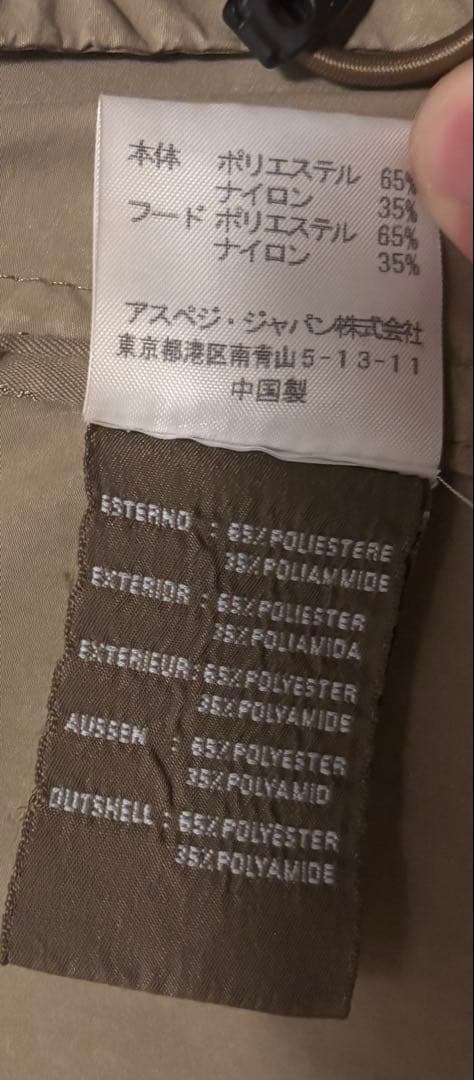 本体 ポリエステル 65%
ナイロン 35%
フード ポリエステル 65%
ナイロン 35%
アスペジ・ジャパン株式会社
東京都港区南青山5-13-11
中国製
ESTERNO : 65%POLIESTERE
35%POLIAMMIDE
EXTERIOR : 65%POLIESTER
35%POLIAMIDA
EXTERIEUR:65%POLYESTER
35%POLYAMIDE
AUSSEN : 65%POLYESTER
35%POLYAMID
OUTSHELL : 65%POLYESTER
35%POLYAMIDE